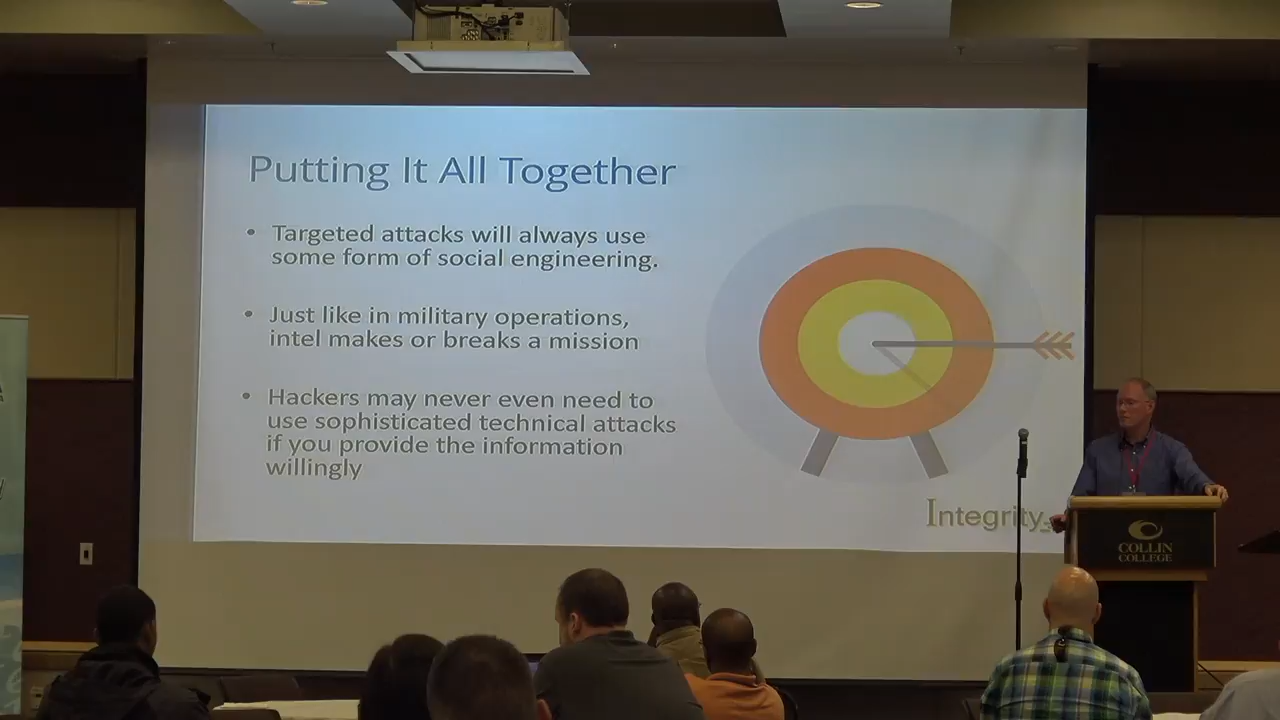 Putting It All Together
• Targeted attacks will always use
some form of social engineering.
• Just like in military operations,
intel makes or breaks a mission
• Hackers may never even need to
use sophisticated technical attacks
if you provide the information
willingly
Integrity
COLLIN
COLLEGE